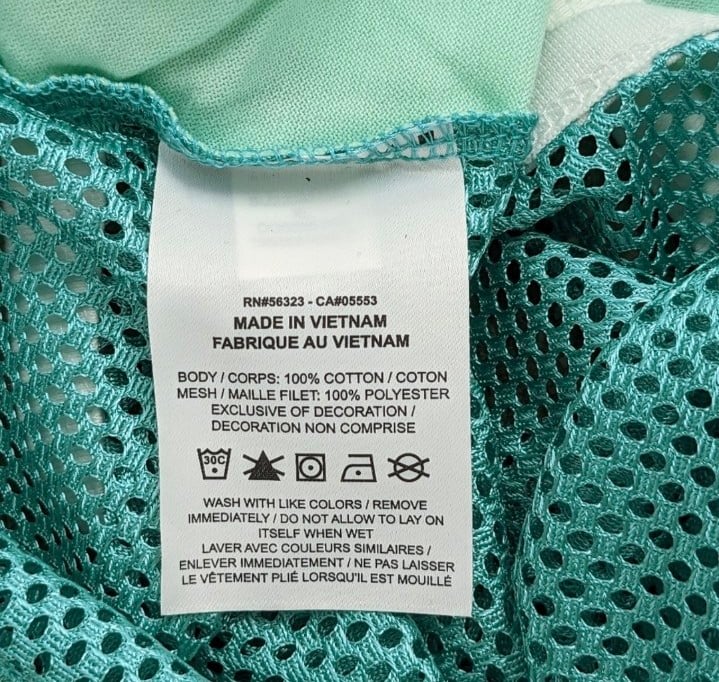 RN#56323 - CA#05553
MADE IN VIETNAM
FABRIQUE AU VIETNAM
BODY / CORPS: 100% COTTON / COTON
MESH / MAILLE FILET: 100% POLYESTER
EXCLUSIVE OF DECORATION /
DECORATION NON COMPRISE
30C
WASH WITH LIKE COLORS / REMOVE
IMMEDIATELY / DO NOT ALLOW TO LAY ON
ITSELF WHEN WET
LAVER AVEC COULEURS SIMILAIRES /
ENLEVER IMMEDIATEMENT / NE PAS LAISSER
LE VÊTEMENT PLIÉ LORSQU'IL EST MOUILLÉ